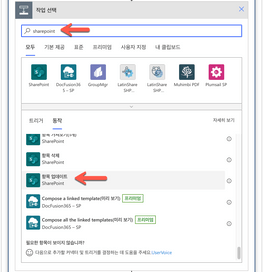 작업 선택
sharepoint
모두
기본 제공
표준
프리미엄
사용자 지정
내 클립보드
SharePoint
DocFusion365 – SP
GroupMgr
LatinShare SHP...
LatinShare SHP...
Muhimbi PDF
Plumsail SP
트리거
동작
자세히 보기
SharePoint
항목 삭제
SharePoint
항목 업데이트
SharePoint
Compose a linked template(미리 보기)
프리미엄
DocFusion365 – SP
Compose all the linked templates(미리 보기)
프리미엄
DocFusion365 – SP
필요한 항목이 보이지 않습니까?
다음으로 추가할 커넥터 및 트리거를 결정하는 데 도움을 주세요.
UserVoice